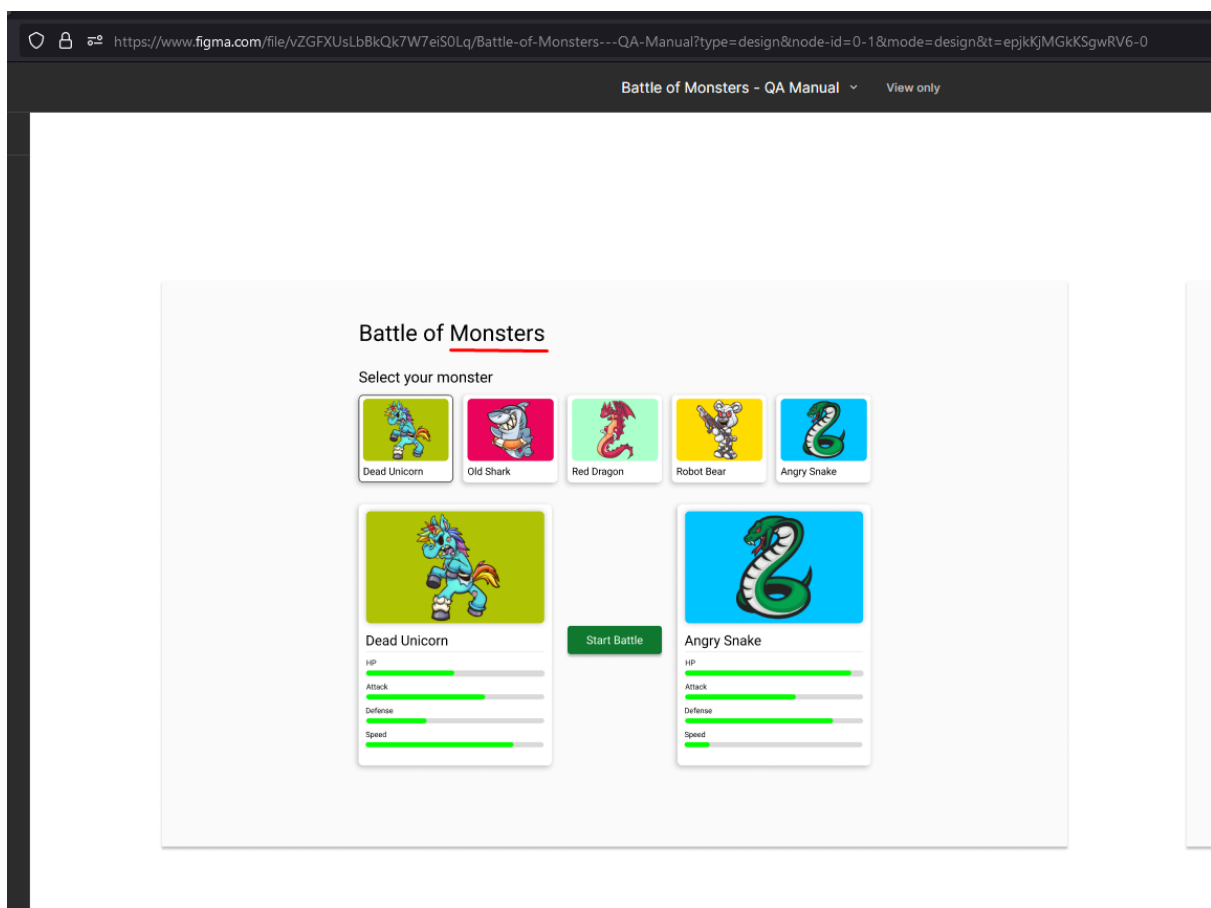 https://www.figma.com/file/vZGFXUsLbBkQk7W7eiS0Lq/Battle-of-Monsters---QA-Manual?type=design&node-id=0-1&mode=design&t=epjkKjMGkKSgwRV6-0
Battle of Monsters - QA Manual View only
Battle of Monsters
Select your monster
Dead Unicorn Old Shark Red Dragon Robot Bear Angry Snake
Dead Unicorn
HP
Attack
Defense
Speed
Start Battle
Angry Snake
HP
Attack
Defense
Speed